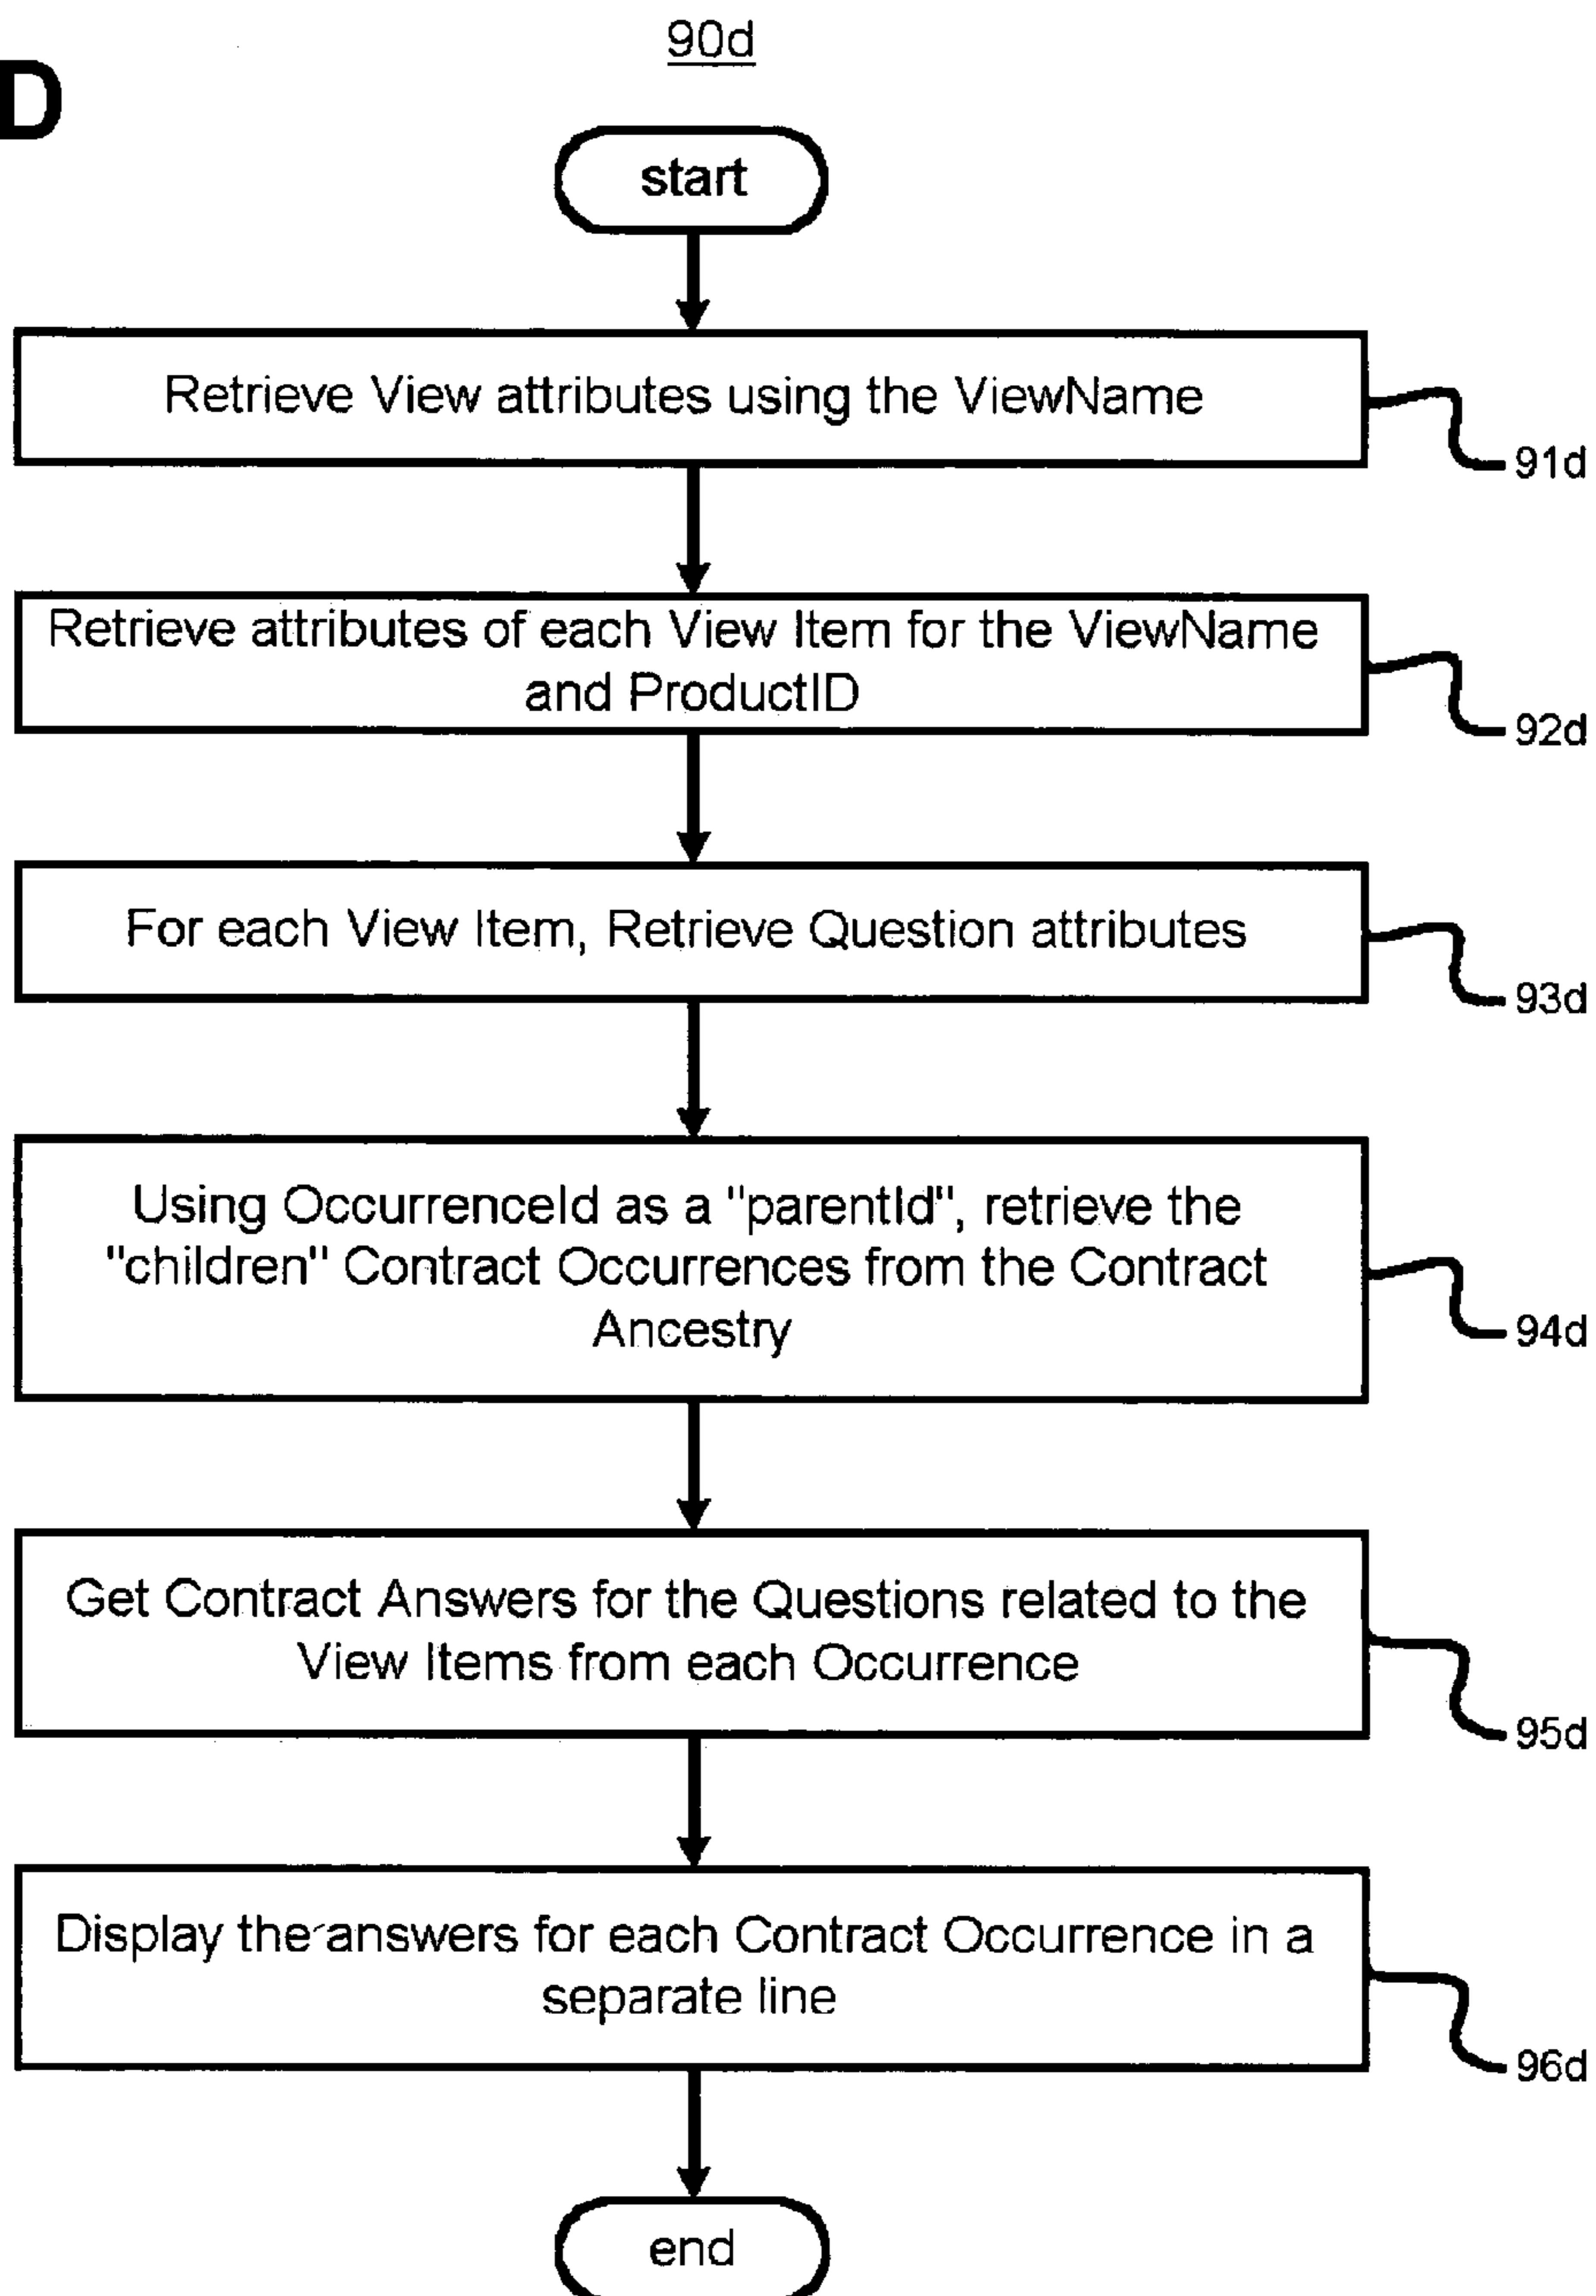 90d
D
start
Retrieve View attributes using the ViewName
91d
Retrieve attributes of each View Item for the ViewName
and ProductID
92d
For each View Item, Retrieve Question attributes
93d
Using OccurrenceId as a "parentId", retrieve the
"children" Contract Occurrences from the Contract
Ancestry
94d
Get Contract Answers for the Questions related to the
View Items from each Occurrence
95d
Display the answers for each Contract Occurrence in a
separate line
96d
end